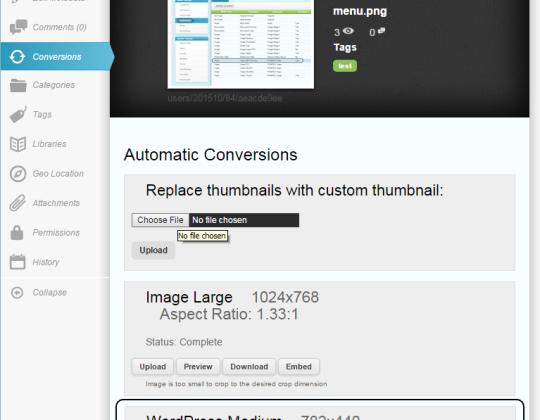 Comments (0)
Conversions
Categories
Tags
Libraries
Geo Location
Attachments
Permissions
History
Collapse
menu.png
3 0
Tags
test
users/201510/84/aeacde9ee
Automatic Conversions
Replace thumbnails with custom thumbnail:
Choose File No file chosen
No file chosen
Upload
Image Large 1024x768
Aspect Ratio: 1.33:1
Status: Complete
Upload Preview Download Embed
Image is too small to crop to the desired crop dimension
WordPress Medium 782x440